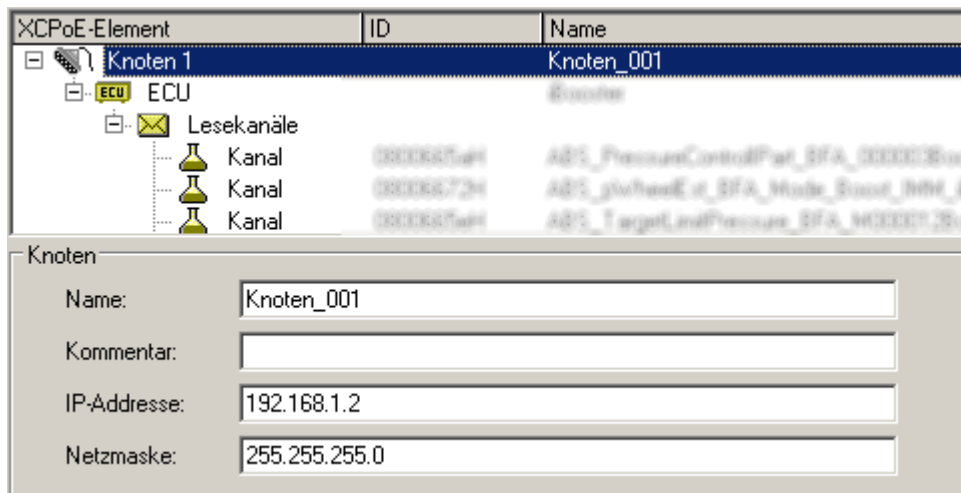 XCPoE-Element ID Name
Knoten 1 Knoten_001
ECU ECU
Lesekanäle
Kanal
Kanal
Kanal
Knoten
Name: Knoten_001
Kommentar:
IP-Addresse: 192.168.1.2
Netzmaske: 255.255.255.0